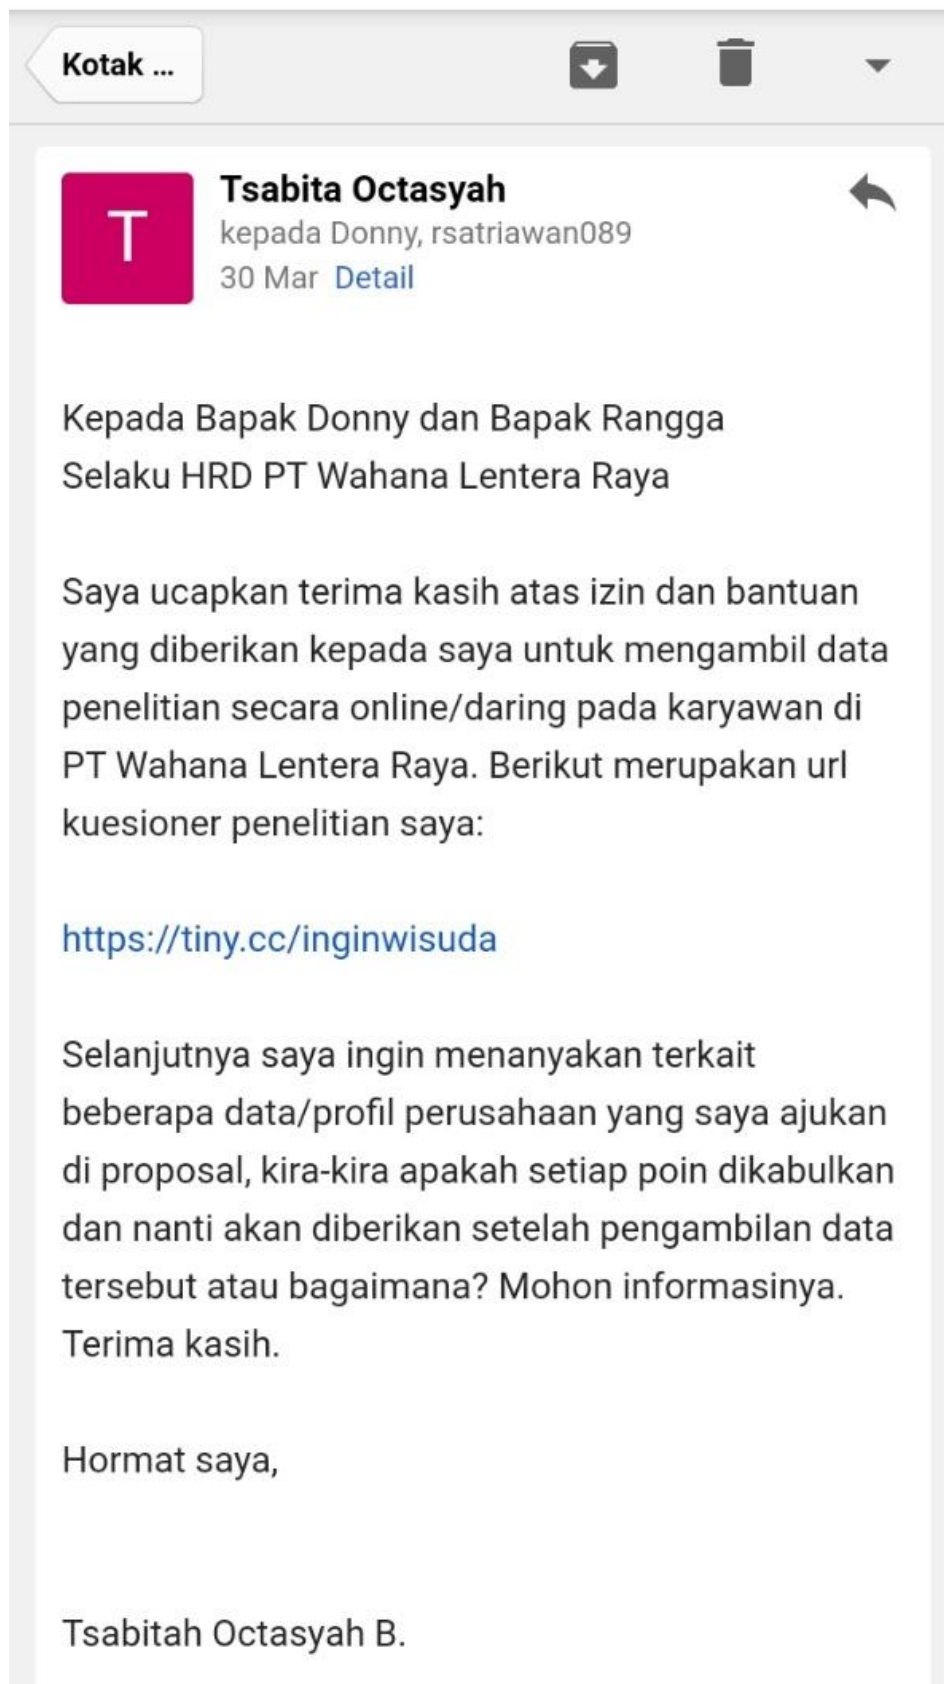 Kotak ...
T
Tsabita Octasyah
kepada Donny, rsatriawan089
30 Mar Detail
Kepada Bapak Donny dan Bapak Rangga
Selaku HRD PT Wahana Lentera Raya
Saya ucapkan terima kasih atas izin dan bantuan
yang diberikan kepada saya untuk mengambil data
penelitian secara online/daring pada karyawan di
PT Wahana Lentera Raya. Berikut merupakan url
kuesioner penelitian saya:
https://tiny.cc/inginwisuda
Selanjutnya saya ingin menanyakan terkait
beberapa data/profil perusahaan yang saya ajukan
di proposal, kira-kira apakah setiap poin dikabulkan
dan nanti akan diberikan setelah pengambilan data
tersebut atau bagaimana? Mohon informasinya.
Terima kasih.
Hormat saya,
Tsabitah Octasyah B.